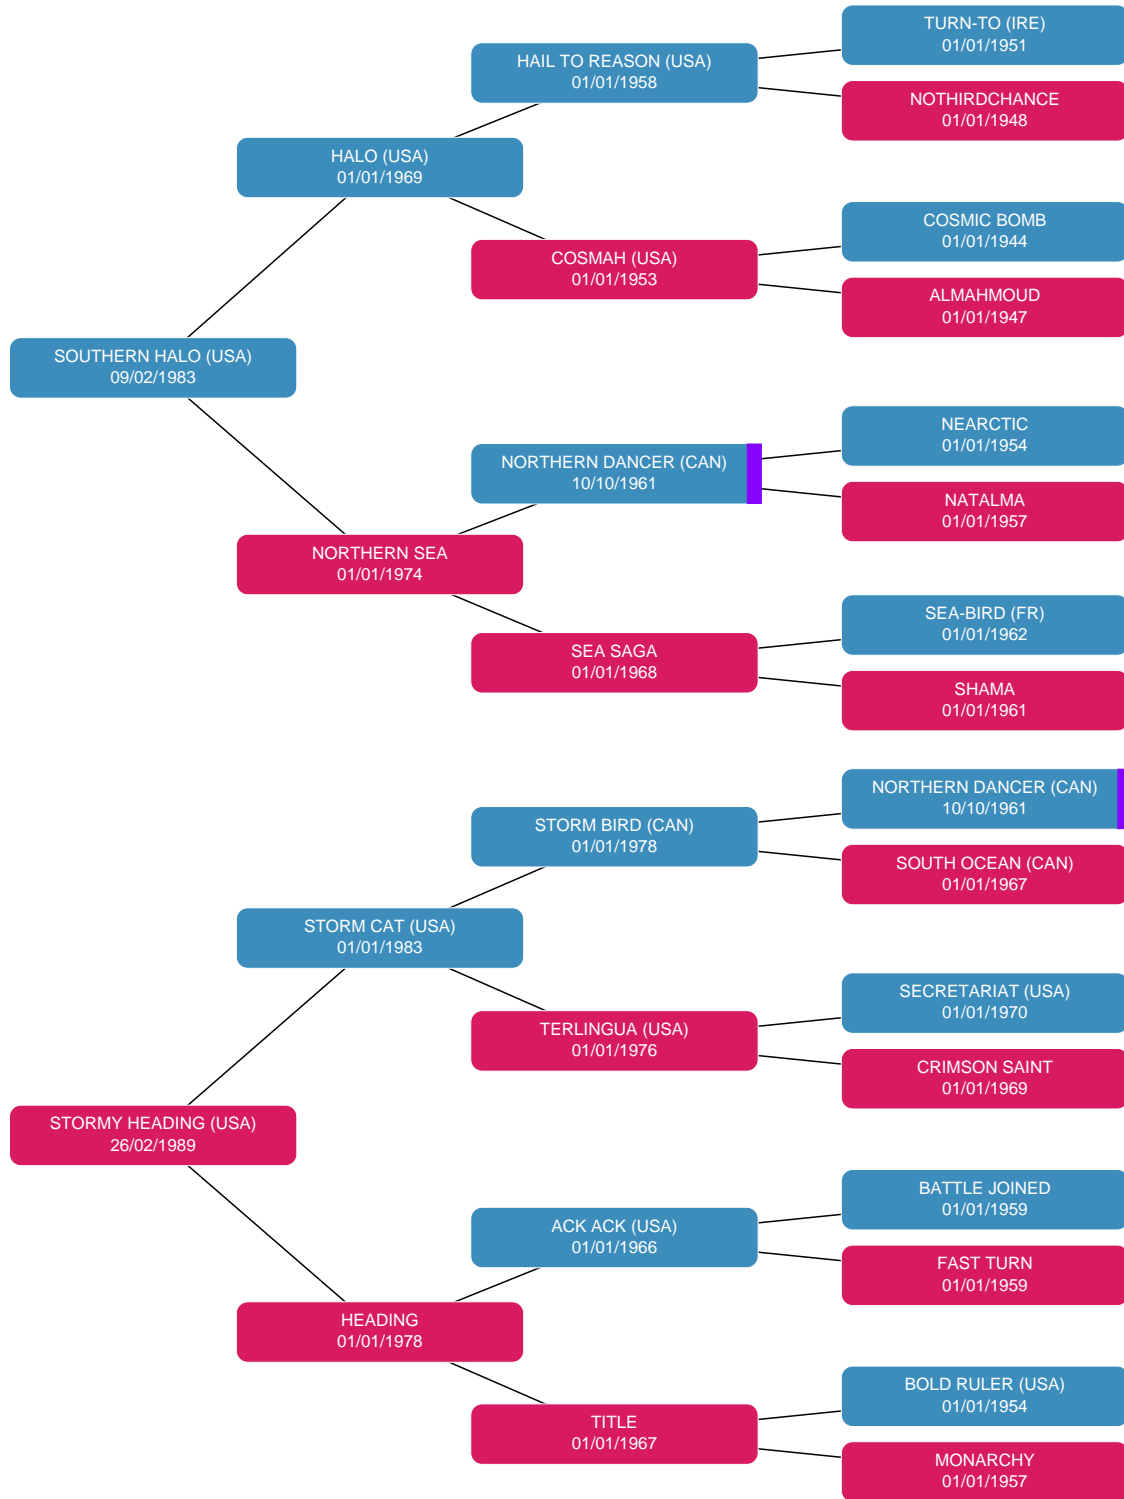 TURN-TO (IRE)
01/01/1951
HAIL TO REASON (USA)
01/01/1958
NOTHIRDCHANCE
01/01/1948
HALO (USA)
01/01/1969
COSMIC BOMB
01/01/1944
COSMAH (USA)
01/01/1953
ALMAHMOUD
01/01/1947
SOUTHERN HALO (USA)
09/02/1983
NEARCTIC
01/01/1954
NORTHERN DANCER (CAN)
10/10/1961
NATALMA
01/01/1957
NORTHERN SEA
01/01/1974
SEA-BIRD (FR)
01/01/1962
SEA SAGA
01/01/1968
SHAMA
01/01/1961
NORTHERN DANCER (CAN)
10/10/1961
STORM BIRD (CAN)
01/01/1978
SOUTH OCEAN (CAN)
01/01/1967
STORM CAT (USA)
01/01/1983
SECRETARIAT (USA)
01/01/1970
TERLINGUA (USA)
01/01/1976
CRIMSON SAINT
01/01/1969
STORMY HEADING (USA)
26/02/1989
BATTLE JOINED
01/01/1959
ACK ACK (USA)
01/01/1966
FAST TURN
01/01/1959
HEADING
01/01/1978
BOLD RULER (USA)
01/01/1954
TITLE
01/01/1967
MONARCHY
01/01/1957